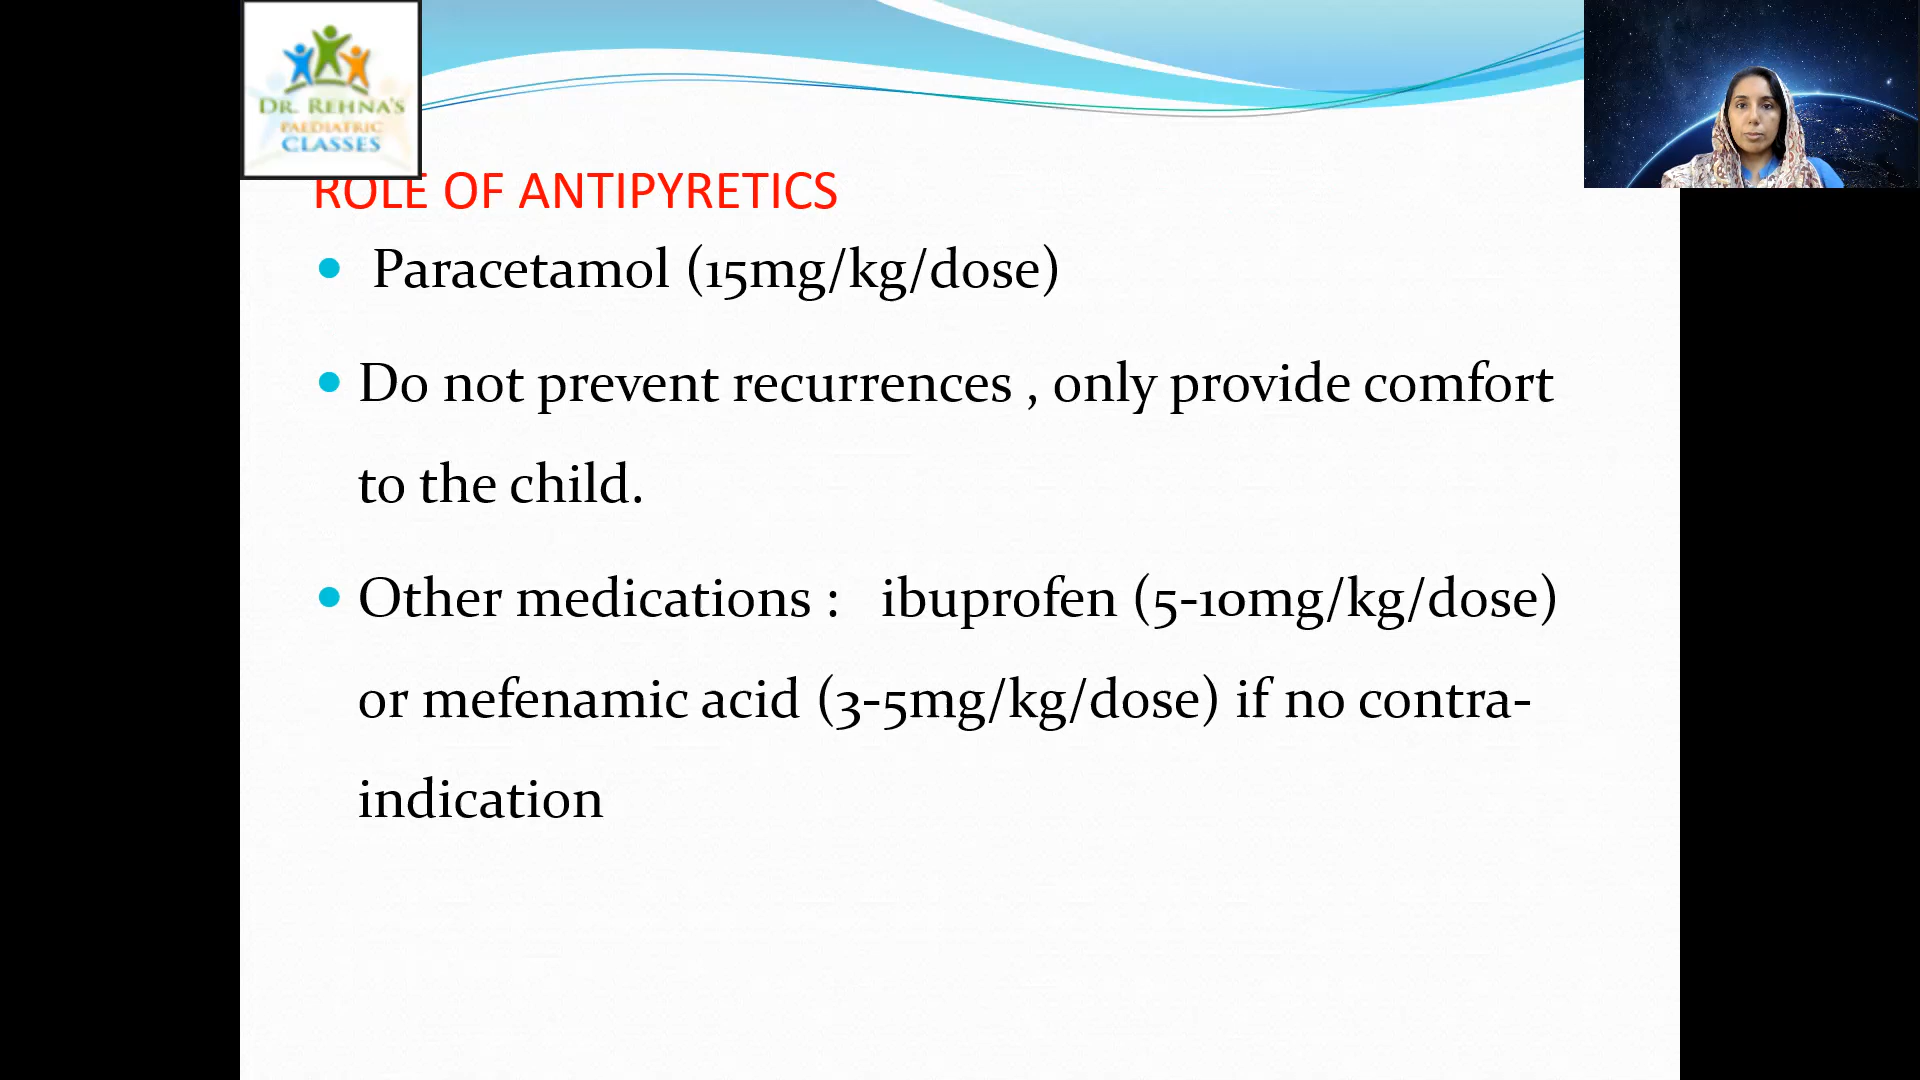 DR. REHNA'S
PAEDIATRIC
CLASSES
ROLE OF ANTIPYRETICS
• Paracetamol (15mg/kg/dose)
• Do not prevent recurrences , only provide comfort
to the child.
• Other medications : ibuprofen (5-10mg/kg/dose)
or mefenamic acid (3-5mg/kg/dose) if no contra-
indication